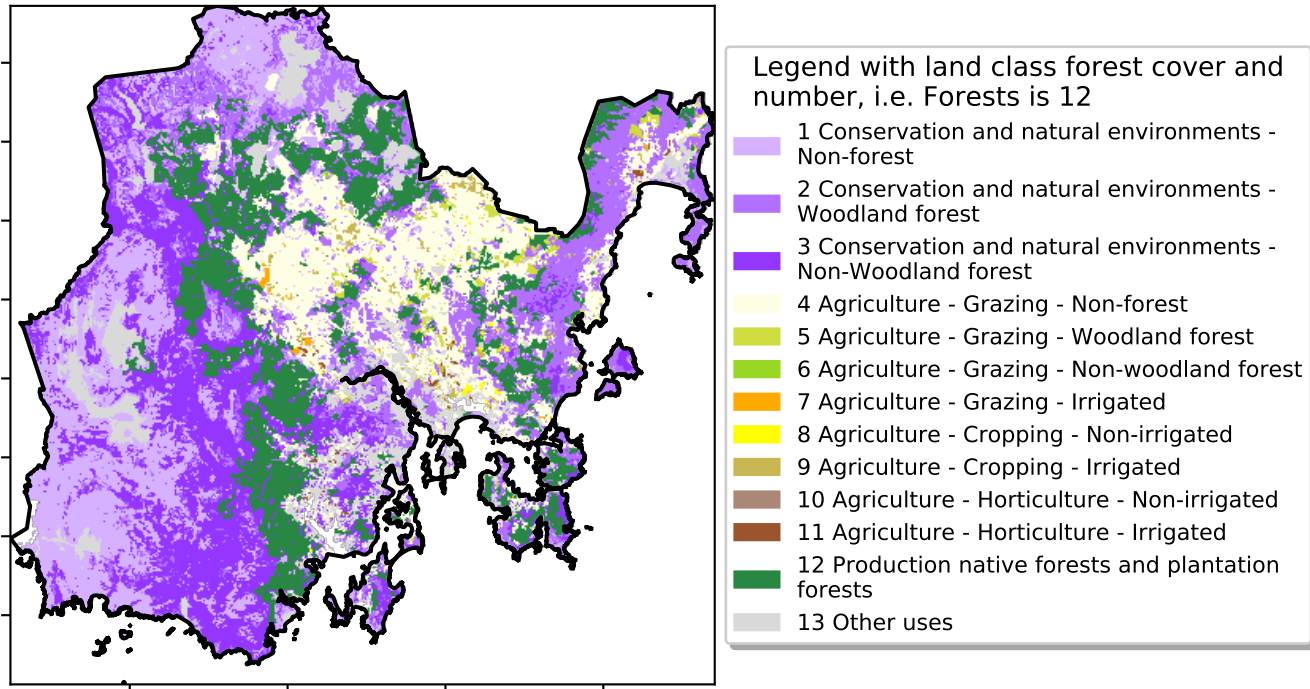 Legend with land class forest cover and
number, i.e. Forests is 12
1 Conservation and natural environments -
Non-forest
2 Conservation and natural environments -
Woodland forest
3 Conservation and natural environments -
Non-Woodland forest
4 Agriculture - Grazing - Non-forest
5 Agriculture - Grazing - Woodland forest
6 Agriculture - Grazing - Non-woodland forest
7 Agriculture - Grazing - Irrigated
8 Agriculture - Cropping - Non-irrigated
9 Agriculture - Cropping - Irrigated
10 Agriculture - Horticulture - Non-irrigated
11 Agriculture - Horticulture - Irrigated
12 Production native forests and plantation
forests
13 Other uses